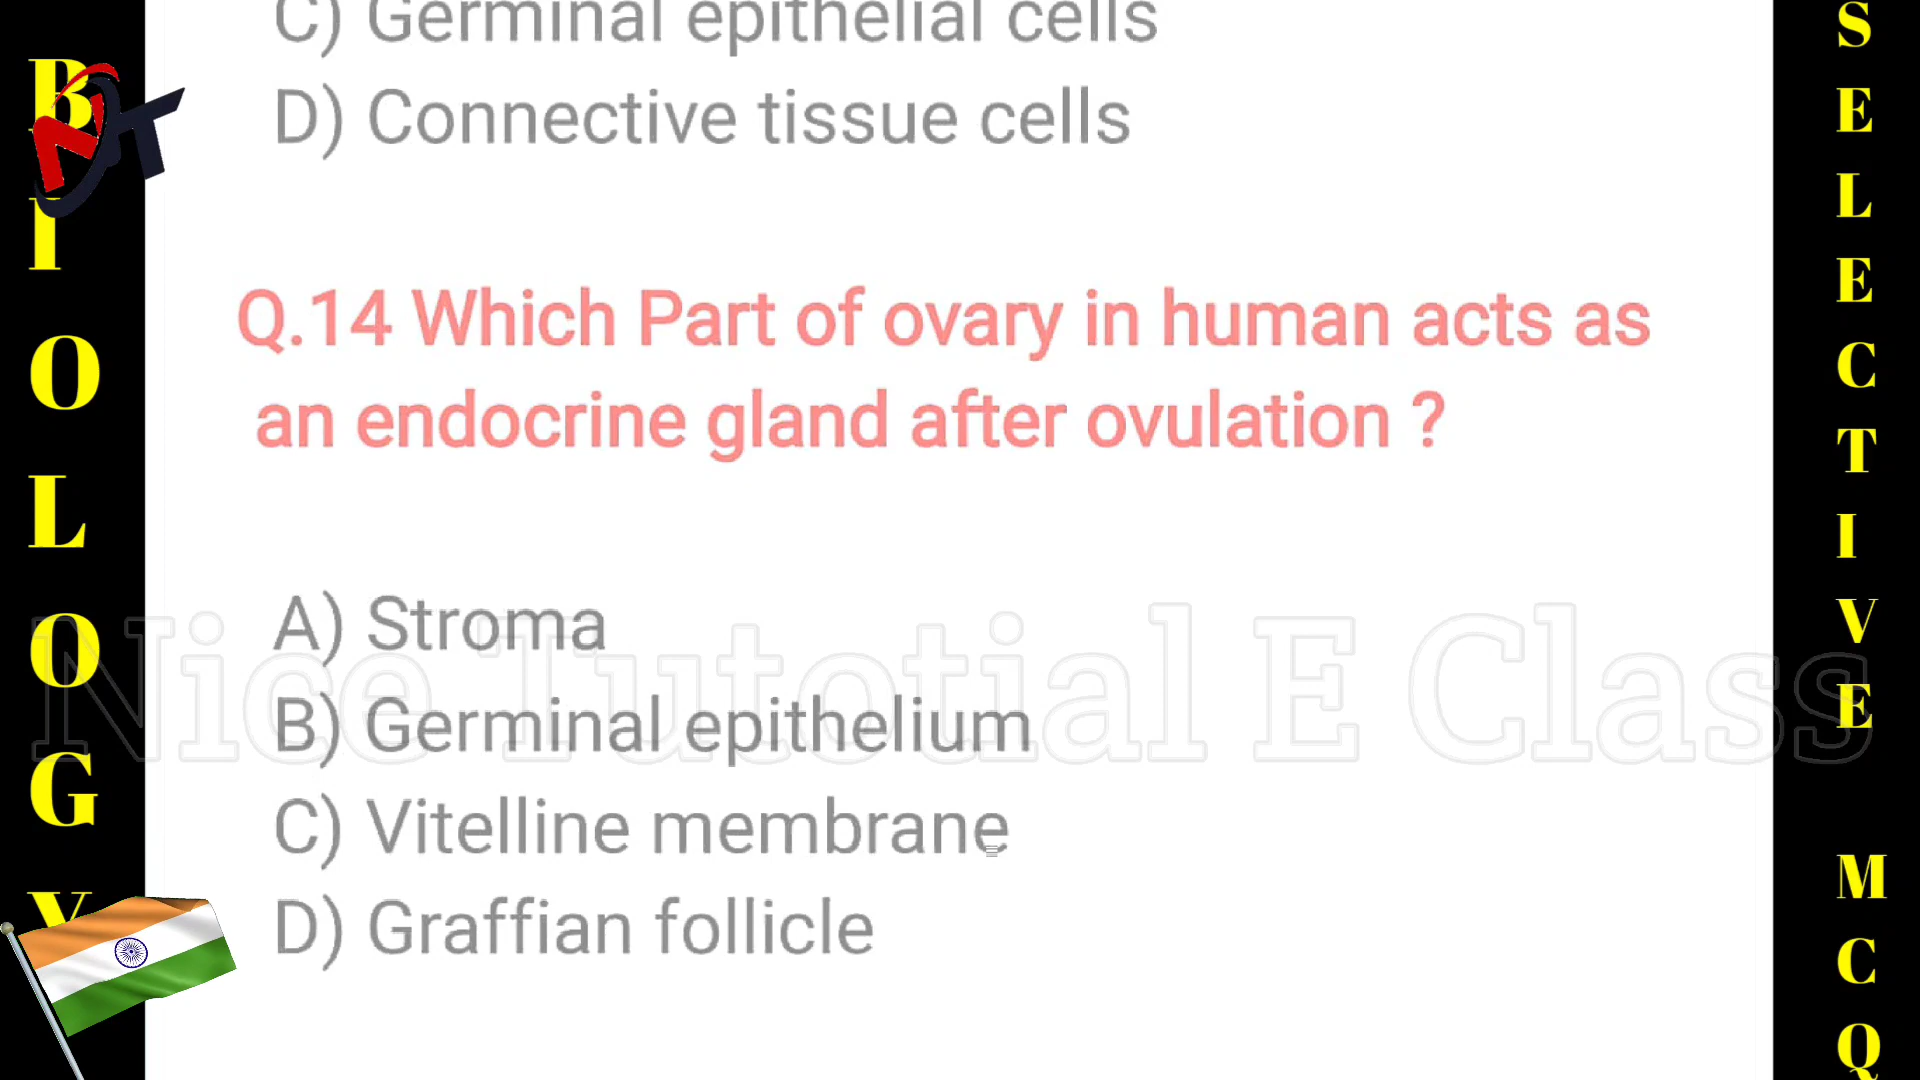 C) Germinal epithelial cells
D) Connective tissue cells
Q.14 Which Part of ovary in human acts as
an endocrine gland after ovulation ?
A) Stroma
B) Germinal epithelium
C) Vitelline membrane
D) Graffian follicle
Nice Tutotial E Class
BIOLOGY
SELECTIVE MCQ
NT